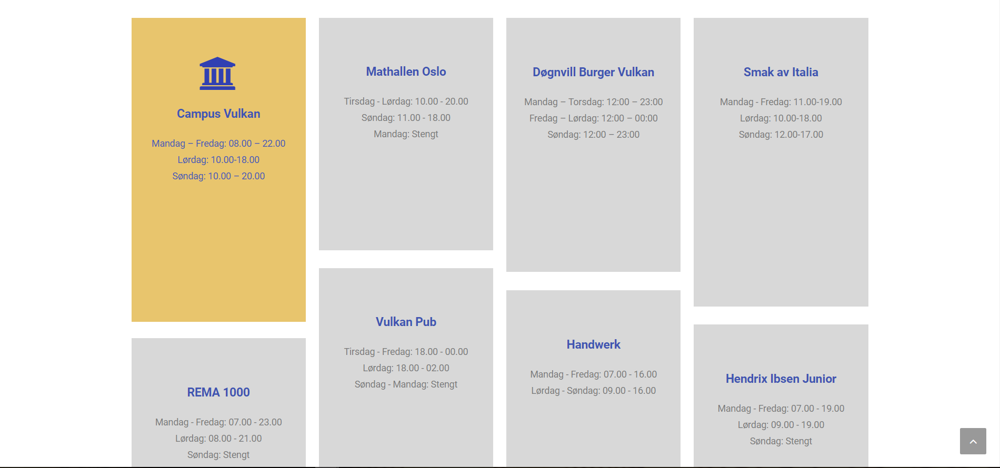 Campus Vulkan
Mandag – Fredag: 08.00 – 22.00
Lørdag: 10.00-18.00
Søndag: 10.00 – 20.00
Mathallen Oslo
Tirsdag - Lørdag: 10.00 - 20.00
Søndag: 11.00 - 18.00
Mandag: Stengt
Døgnvill Burger Vulkan
Mandag – Torsdag: 12:00 – 23:00
Fredag – Lørdag: 12:00 – 00:00
Søndag: 12:00 – 23:00
Smak av Italia
Mandag - Fredag: 11.00-19.00
Lørdag: 10.00-18.00
Søndag: 12.00-17.00
REMA 1000
Mandag - Fredag: 07.00 - 23.00
Lørdag: 08.00 - 21.00
Søndag: Stengt
Vulkan Pub
Tirsdag - Fredag: 18.00 - 00.00
Lørdag: 18.00 - 02.00
Søndag - Mandag: Stengt
Handwerk
Mandag - Fredag: 07.00 - 16.00
Lørdag - Søndag: 09.00 - 16.00
Hendrix Ibsen Junior
Mandag - Fredag: 07.00 - 19.00
Lørdag: 09.00 - 19.00
Søndag: Stengt